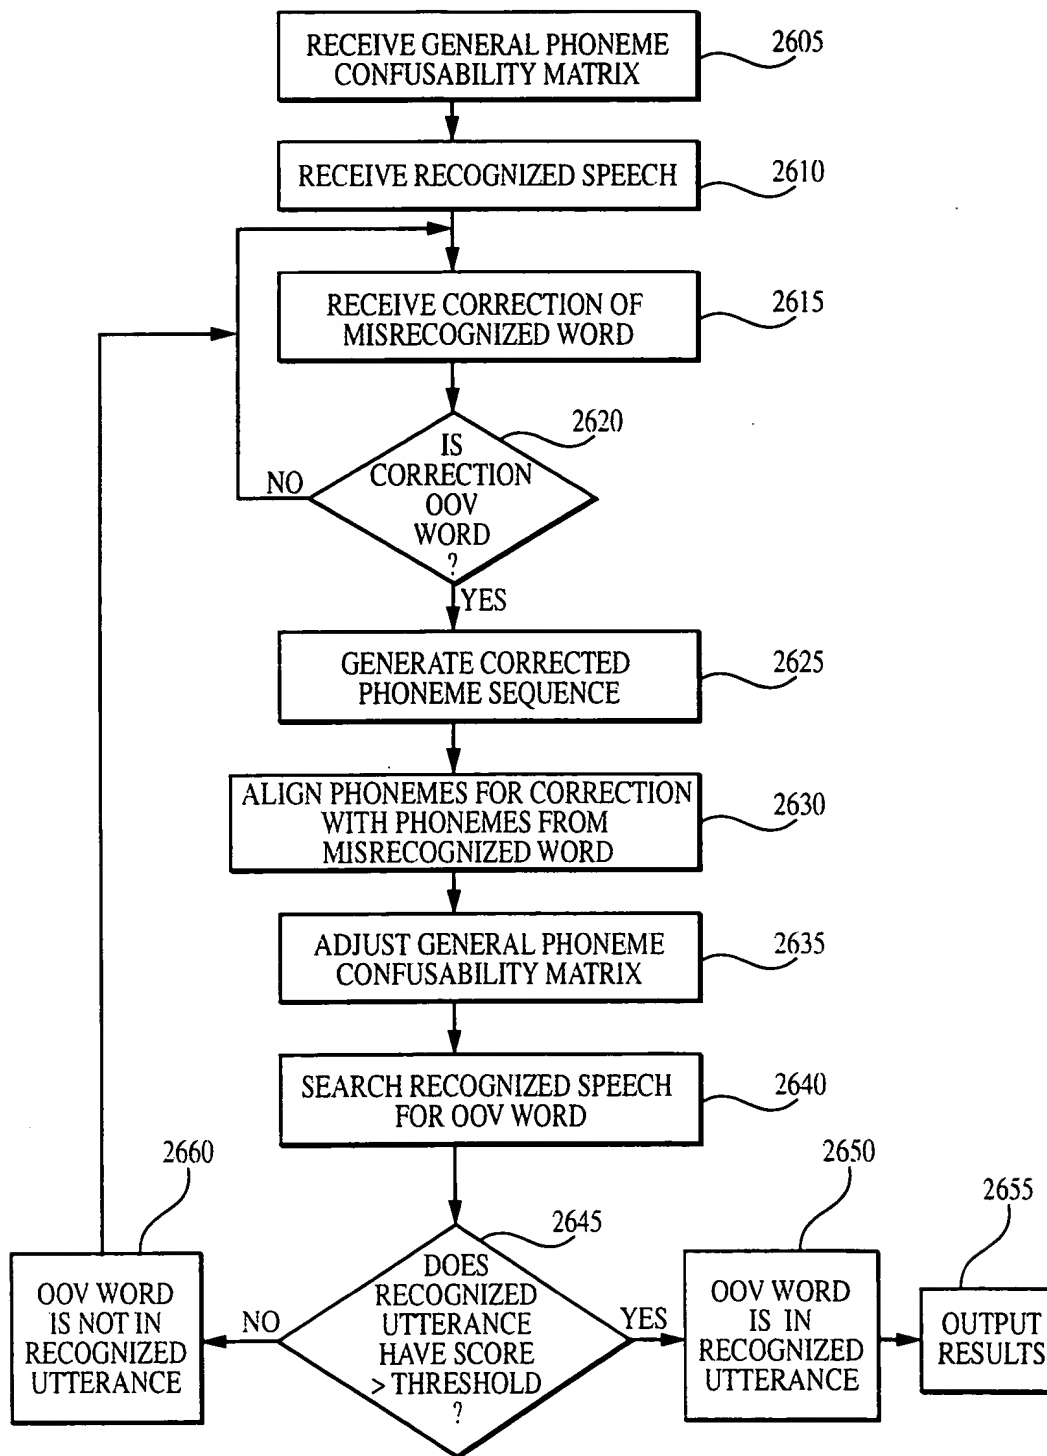 RECEIVE GENERAL PHONEME
CONFUSABILITY MATRIX
2605
RECEIVE RECOGNIZED SPEECH
2610
RECEIVE CORRECTION OF
MISRECOGNIZED WORD
2615
2620
IS
CORRECTION
OOV
WORD
?
NO
YES
GENERATE CORRECTED
PHONEME SEQUENCE
2625
ALIGN PHONEMES FOR CORRECTION
WITH PHONEMES FROM
MISRECOGNIZED WORD
2630
ADJUST GENERAL PHONEME
CONFUSABILITY MATRIX
2635
SEARCH RECOGNIZED SPEECH
FOR OOV WORD
2640
2645
DOES
RECOGNIZED
UTTERANCE
HAVE SCORE
> THRESHOLD
?
NO
YES
2660
OOV WORD
IS NOT IN
RECOGNIZED
UTTERANCE
2650
OOV WORD
IS IN
RECOGNIZED
UTTERANCE
2655
OUTPUT
RESULTS